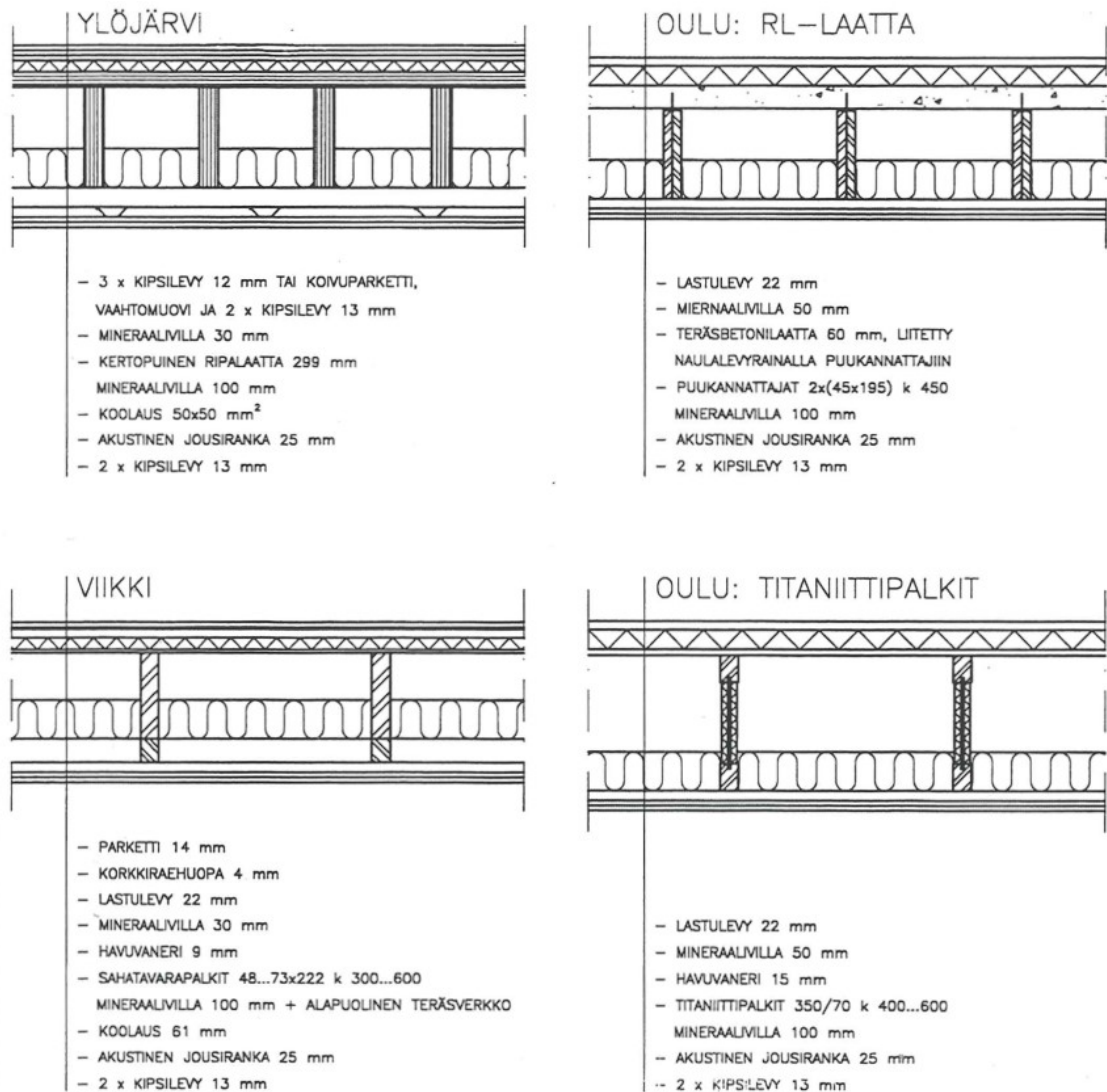 YLÖJÄRVI
– 3 x KIPSILEVY 12 mm TAI KOIVUPARKETTI,
VAAHTOMUOVI JA 2 x KIPSILEVY 13 mm
– MINERAALIVILLA 30 mm
– KERTOPUINEN RIPALAATTA 299 mm
MINERAALIVILLA 100 mm
– KOOLAUS 50x50 mm²
– AKUSTINEN JOUSIRANKA 25 mm
– 2 x KIPSILEVY 13 mm
OULU: RL–LAATTA
– LASTULEVY 22 mm
– MIERNAALIVILLA 50 mm
– TERÄSBETONILAATTA 60 mm, LIITETTY
NAULALEVYRAINALLA PUUKANNATTAJIIN
– PUUKANNATTAJAT 2x(45x195) k 450
MINERAALIVILLA 100 mm
– AKUSTINEN JOUSIRANKA 25 mm
– 2 x KIPSILEVY 13 mm
VIIKKI
– PARKETTI 14 mm
– KORKKIRAEHUOPA 4 mm
– LASTULEVY 22 mm
– MINERAALIVILLA 30 mm
– HAVUVANERI 9 mm
– SAHATAVARAPALKIT 48...73x222 k 300...600
MINERAALIVILLA 100 mm + ALAPUOLINEN TERÄSVERKKO
– KOOLAUS 61 mm
– AKUSTINEN JOUSIRANKA 25 mm
– 2 x KIPSILEVY 13 mm
OULU: TITANIITTIPALKIT
– LASTULEVY 22 mm
– MINERAALIVILLA 50 mm
– HAVUVANERI 15 mm
– TITANIITTIPALKIT 350/70 k 400...600
MINERAALIVILLA 100 mm
– AKUSTINEN JOUSIRANKA 25 mm
– 2 x KIPSILEVY 13 mm